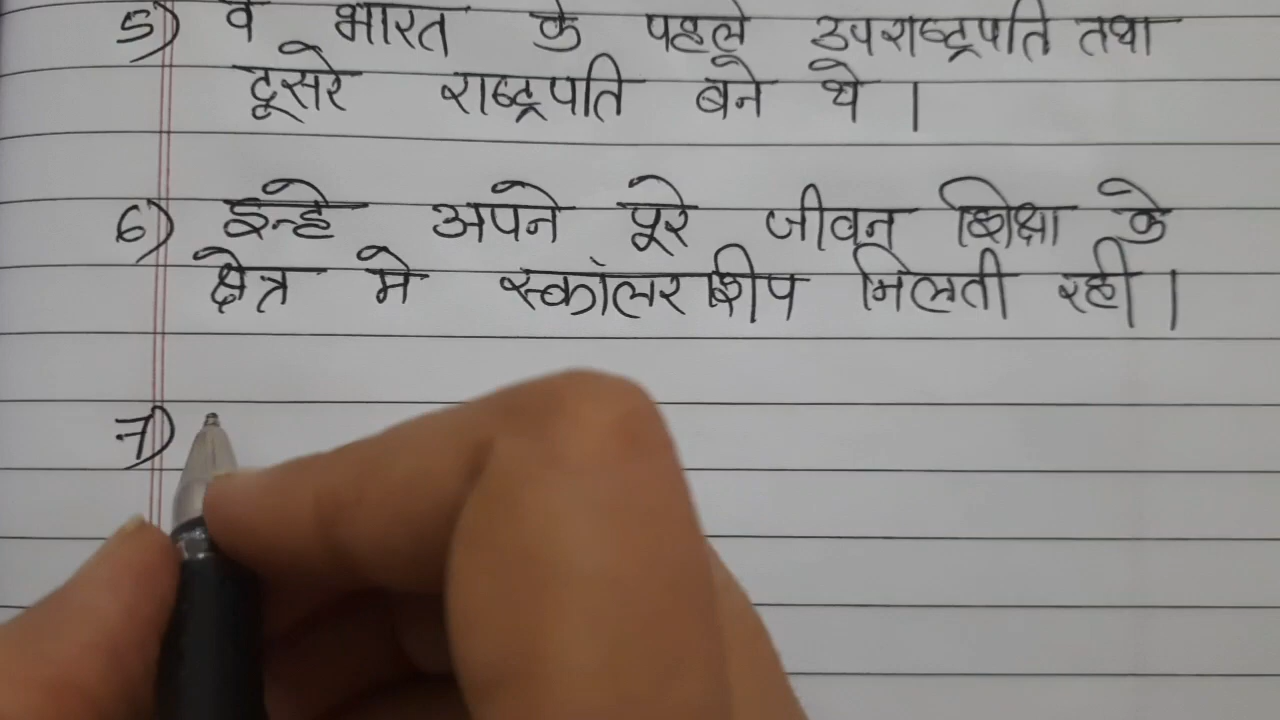 5) वे भारत के पहले उपराष्ट्रपति तथा
दूसरे राष्ट्रपति बने थे ।
6) इन्हे अपने पूरे जीवन शिक्षा के
क्षेत्र मे स्कॉलरशीप मिलती रही ।
7)